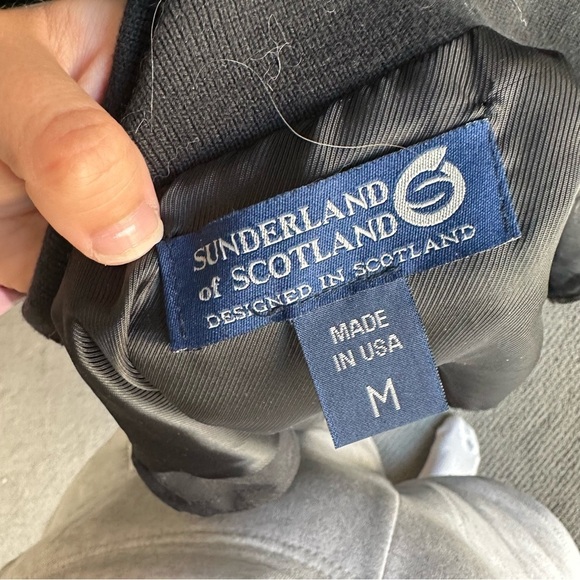 SUNDERLAND
of SCOTLAND
DESIGNED IN SCOTLAND
MADE
IN USA
M